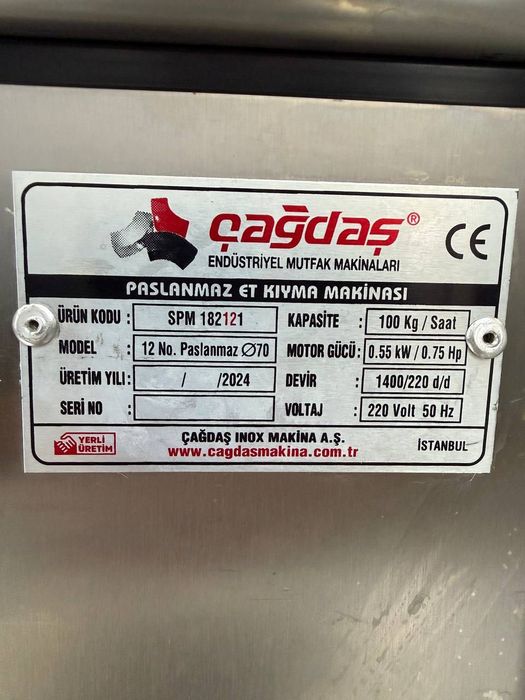 çağdaş®
ENDÜSTRİYEL MUTFAK MAKİNALARI
CE
PASLANMAZ ET KIYMA MAKİNASI
ÜRÜN KODU : SPM 182121
MODEL : 12 No. Paslanmaz Ø70
ÜRETİM YILI: / /2024
SERİ NO :
KAPASİTE : 100 Kg / Saat
MOTOR GÜCÜ: 0.55 kW / 0.75 Hp
DEVİR : 1400/220 d/d
VOLTAJ : 220 Volt 50 Hz
YERLİ
ÜRETİM
ÇAĞDAŞ INOX MAKİNA A.Ş.
www.cagdasmakina.com.tr
İSTANBUL